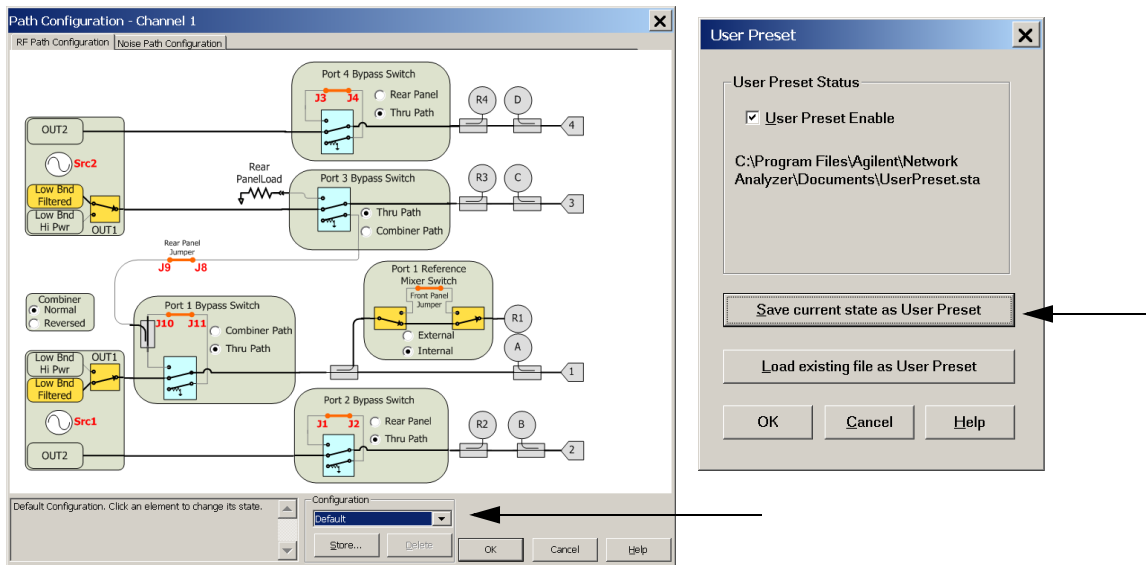 Path Configuration - Channel 1
RF Path Configuration
Noise Path Configuration
Port 4 Bypass Switch
J3 J4
Rear Panel
Thru Path
R4
D
4
OUT2
Src2
Low Bnd
Filtered
Low Bnd
Hi Pwr
OUT1
Rear
PanelLoad
Port 3 Bypass Switch
Thru Path
Combiner Path
R3
C
3
Rear Panel
Jumper
J9 J8
Port 1 Reference
Mixer Switch
Front Panel
Jumper
External
Internal
R1
A
1
Combiner
Normal
Reversed
Port 1 Bypass Switch
J10 J11
Combiner Path
Thru Path
Low Bnd
Hi Pwr
OUT1
Low Bnd
Filtered
Src1
OUT2
Port 2 Bypass Switch
J1 J2
Rear Panel
Thru Path
R2
B
2
Default Configuration. Click an element to change its state.
Configuration
Default
Store...
Delete
OK
Cancel
Help
User Preset
User Preset Status
User Preset Enable
C:\Program Files\Agilent\Network
Analyzer\Documents\UserPreset.sta
Save current state as User Preset
Load existing file as User Preset
OK
Cancel
Help